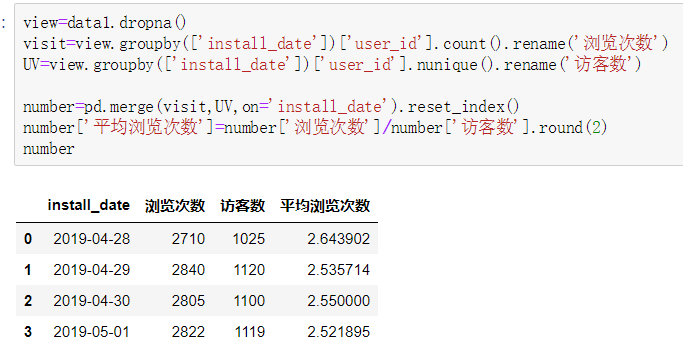 :
view=data1.dropna()
visit=view.groupby(['install_date'])['user_id'].count().rename('浏览次数')
UV=view.groupby(['install_date'])['user_id'].nunique().rename('访客数')
number=pd.merge(visit,UV,on='install_date').reset_index()
number['平均浏览次数']=number['浏览次数']/number['访客数'].round(2)
number
install_date 浏览次数 访客数 平均浏览次数
0 2019-04-28 2710 1025 2.643902
1 2019-04-29 2840 1120 2.535714
2 2019-04-30 2805 1100 2.550000
3 2019-05-01 2822 1119 2.521895